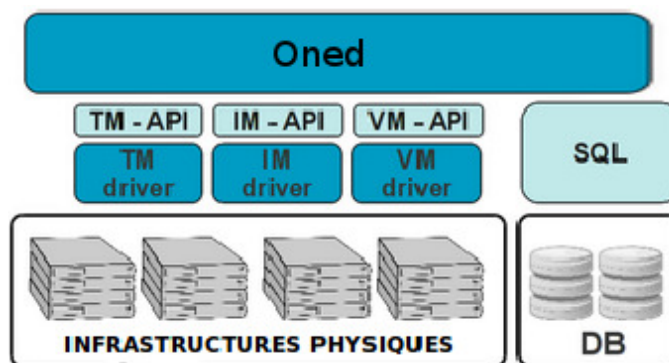 Oned
TM - API
IM - API
VM - API
TM
driver
IM
driver
VM
driver
SQL
INFRASTRUCTURES PHYSIQUES
DB